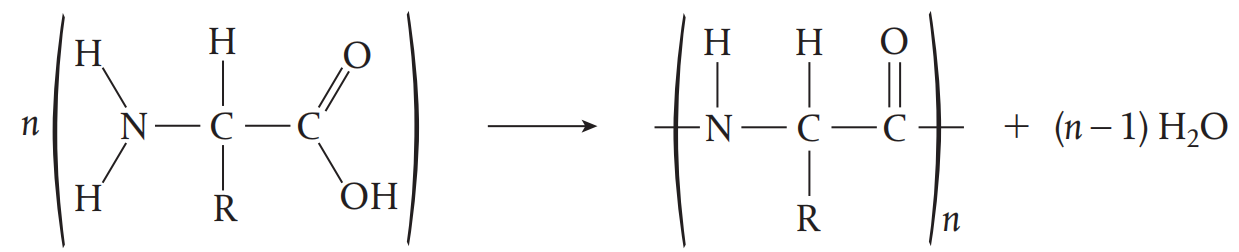 H H O H H O
n N C C N C C + (n − 1) H₂O
H R OH R n